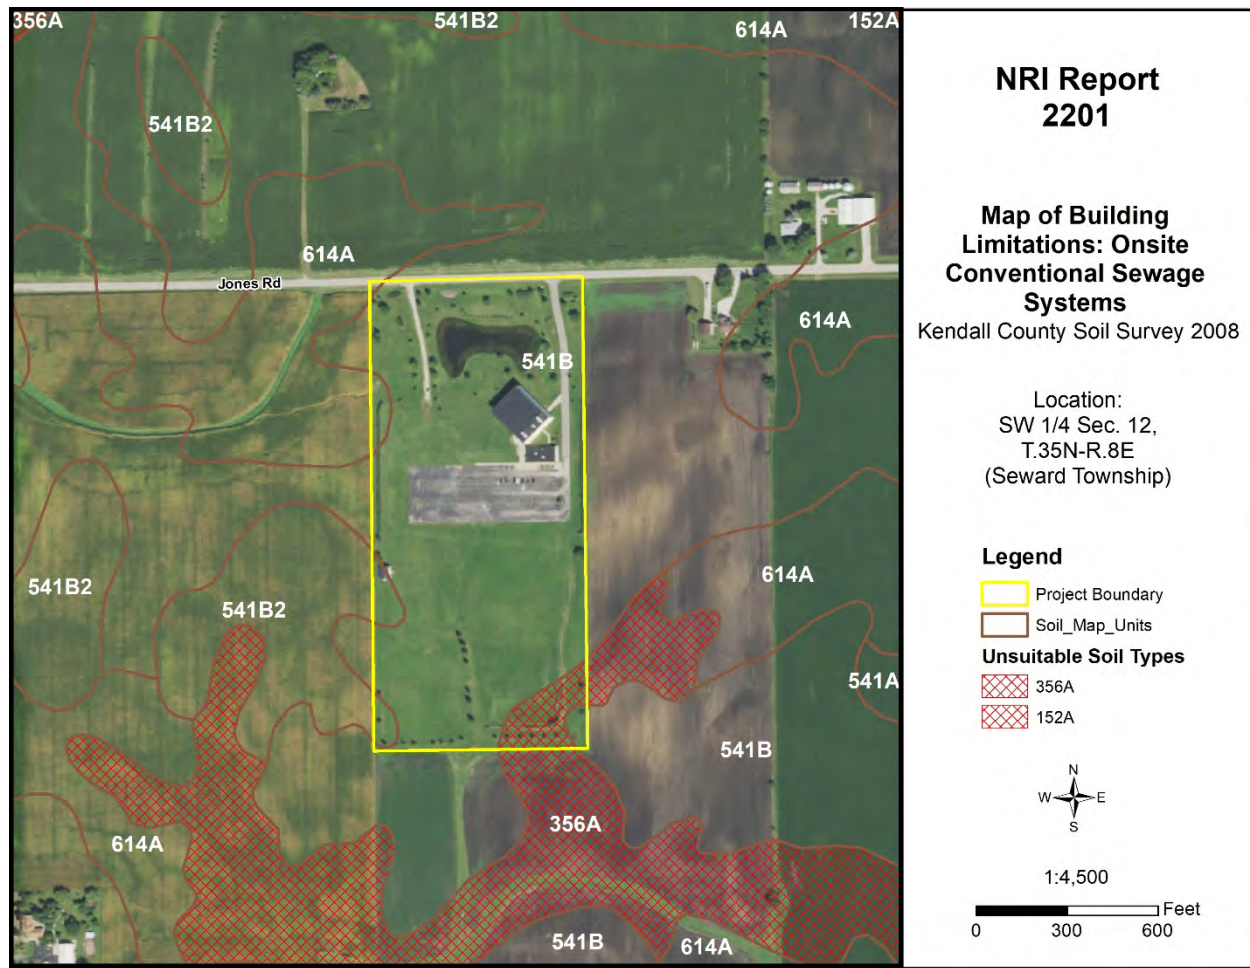 356A
541B2
614A
152A
541B2
614A
Jones Rd
614A
541B
541B2
541B2
614A
541A
541B
614A
356A
541B
614A
NRI Report
2201
Map of Building
Limitations: Onsite
Conventional Sewage
Systems
Kendall County Soil Survey 2008
Location:
SW 1/4 Sec. 12,
T.35N-R.8E
(Seward Township)
Legend
Project Boundary
Soil_Map_Units
Unsuitable Soil Types
356A
152A
N
W E
S
1:4,500
Feet
0 300 600